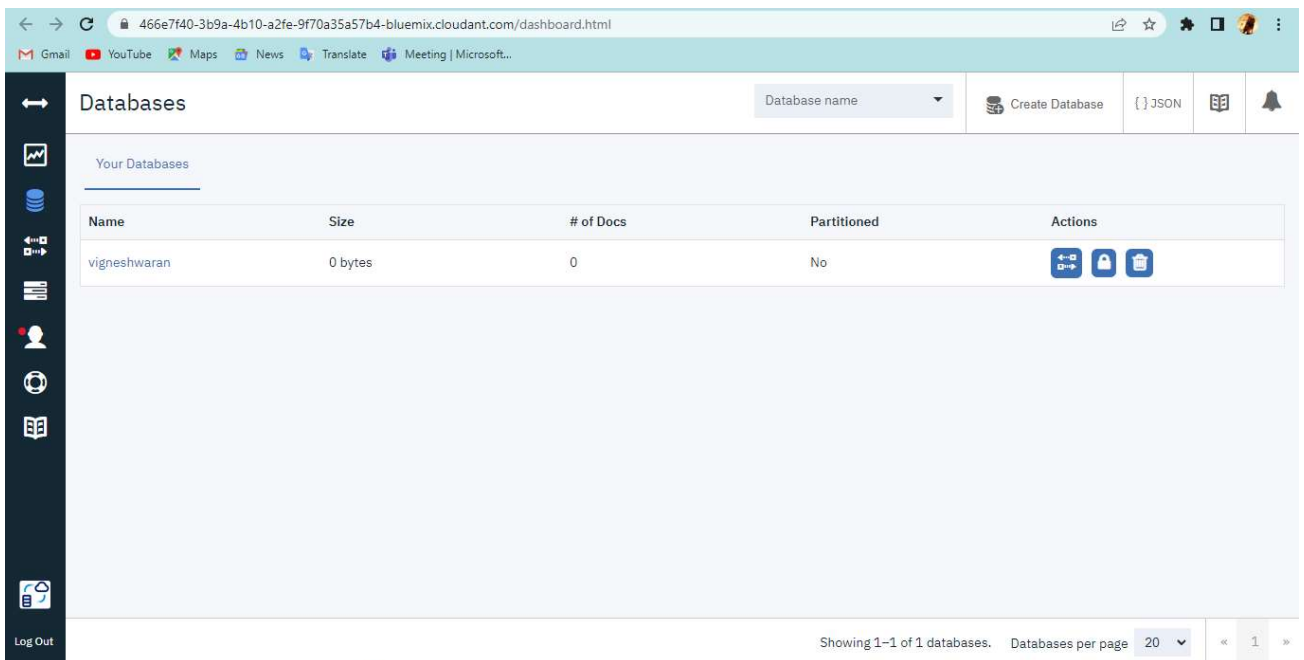 466e7f40-3b9a-4b10-a2fe-9f70a35a57b4-bluemix.cloudant.com/dashboard.html
Gmail YouTube Maps News Translate Meeting | Microsoft...
Databases Database name Create Database { } JSON
Your Databases
Name Size # of Docs Partitioned Actions
vigneshwaran 0 bytes 0 No
Log Out Showing 1–1 of 1 databases. Databases per page 20 « 1 »